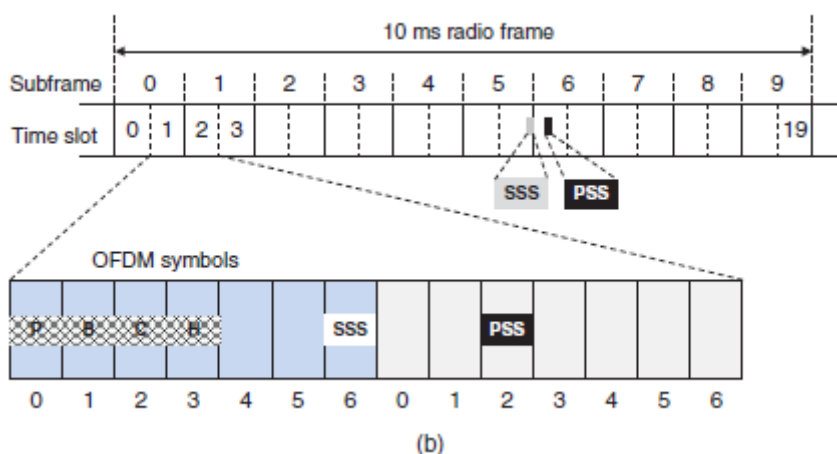 10 ms radio frame
Subframe 0 1 2 3 4 5 6 7 8 9
Time slot 0 1 2 3 19
SSS PSS
OFDM symbols
P B C H SSS PSS
0 1 2 3 4 5 6 0 1 2 3 4 5 6
(b)